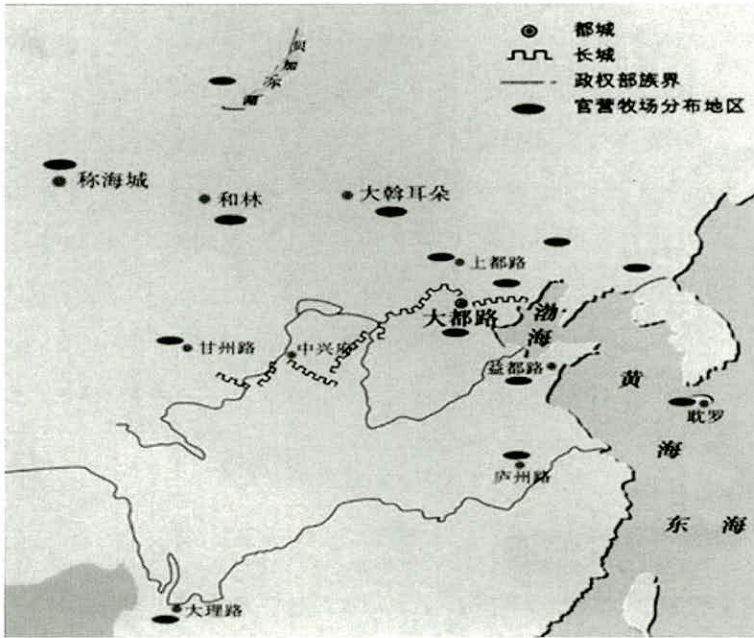 都城
长城
政权部族界
官营牧场分布地区
贝加尔湖
称海城
和林
大斡耳朵
上都路
大都路
渤海
甘州路
中兴府
益都路
黄海
耽罗
庐州路
东海
大理路